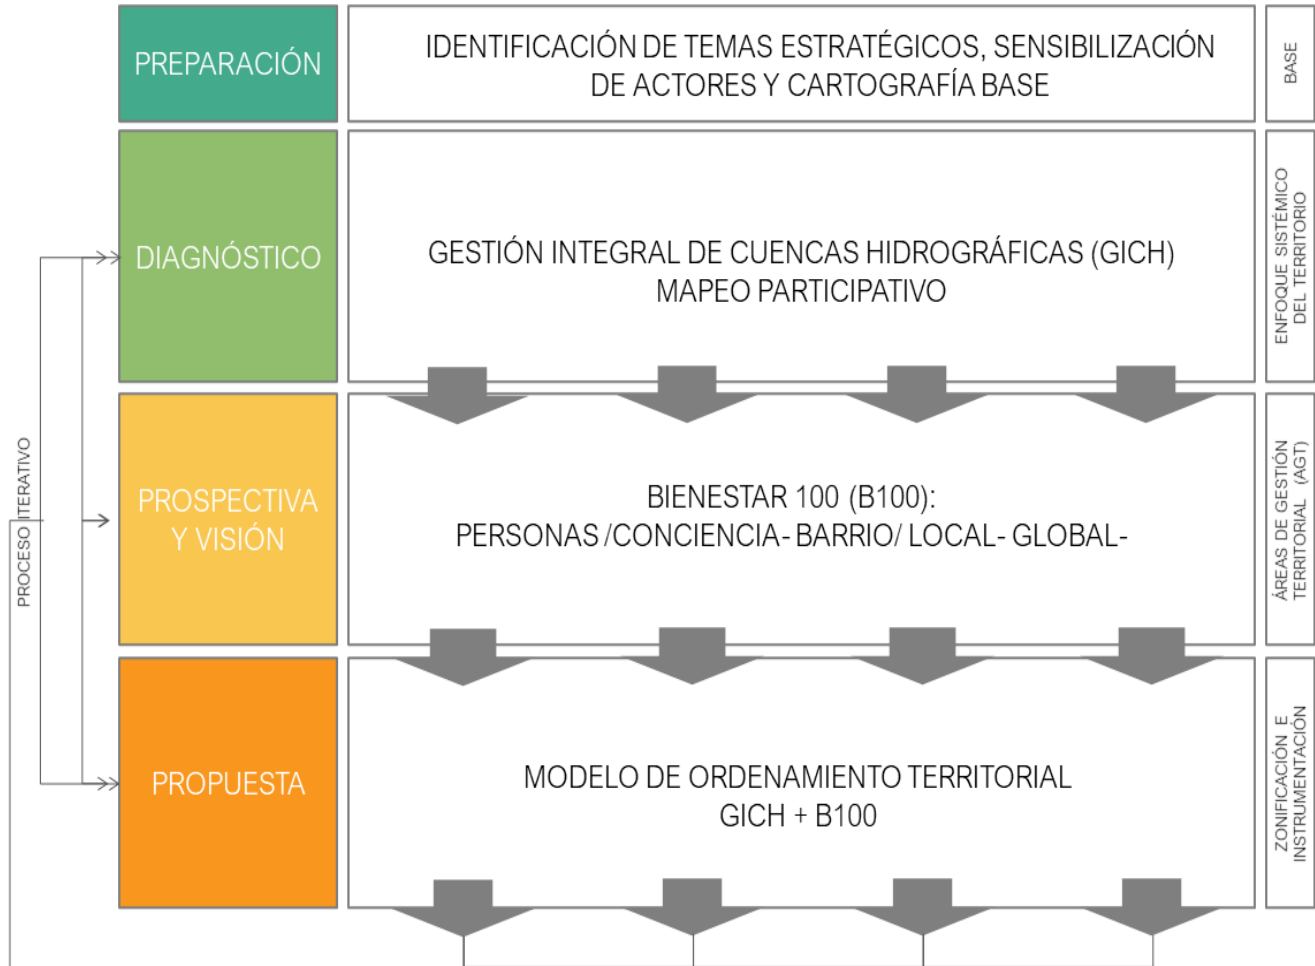 PREPARACIÓN
IDENTIFICACIÓN DE TEMAS ESTRATÉGICOS, SENSIBILIZACIÓN
DE ACTORES Y CARTOGRAFÍA BASE
BASE
DIAGNÓSTICO
GESTIÓN INTEGRAL DE CUENCAS HIDROGRÁFICAS (GICH)
MAPEO PARTICIPATIVO
ENFOQUE SISTÉMICO
DEL TERRITORIO
PROCESO ITERATIVO
PROSPECTIVA
Y VISIÓN
BIENESTAR 100 (B100):
PERSONAS /CONCIENCIA- BARRIO/ LOCAL- GLOBAL-
ÁREAS DE GESTIÓN
TERRITORIAL (AGT)
PROPUESTA
MODELO DE ORDENAMIENTO TERRITORIAL
GICH + B100
ZONIFICACIÓN E
INSTRUMENTACIÓN